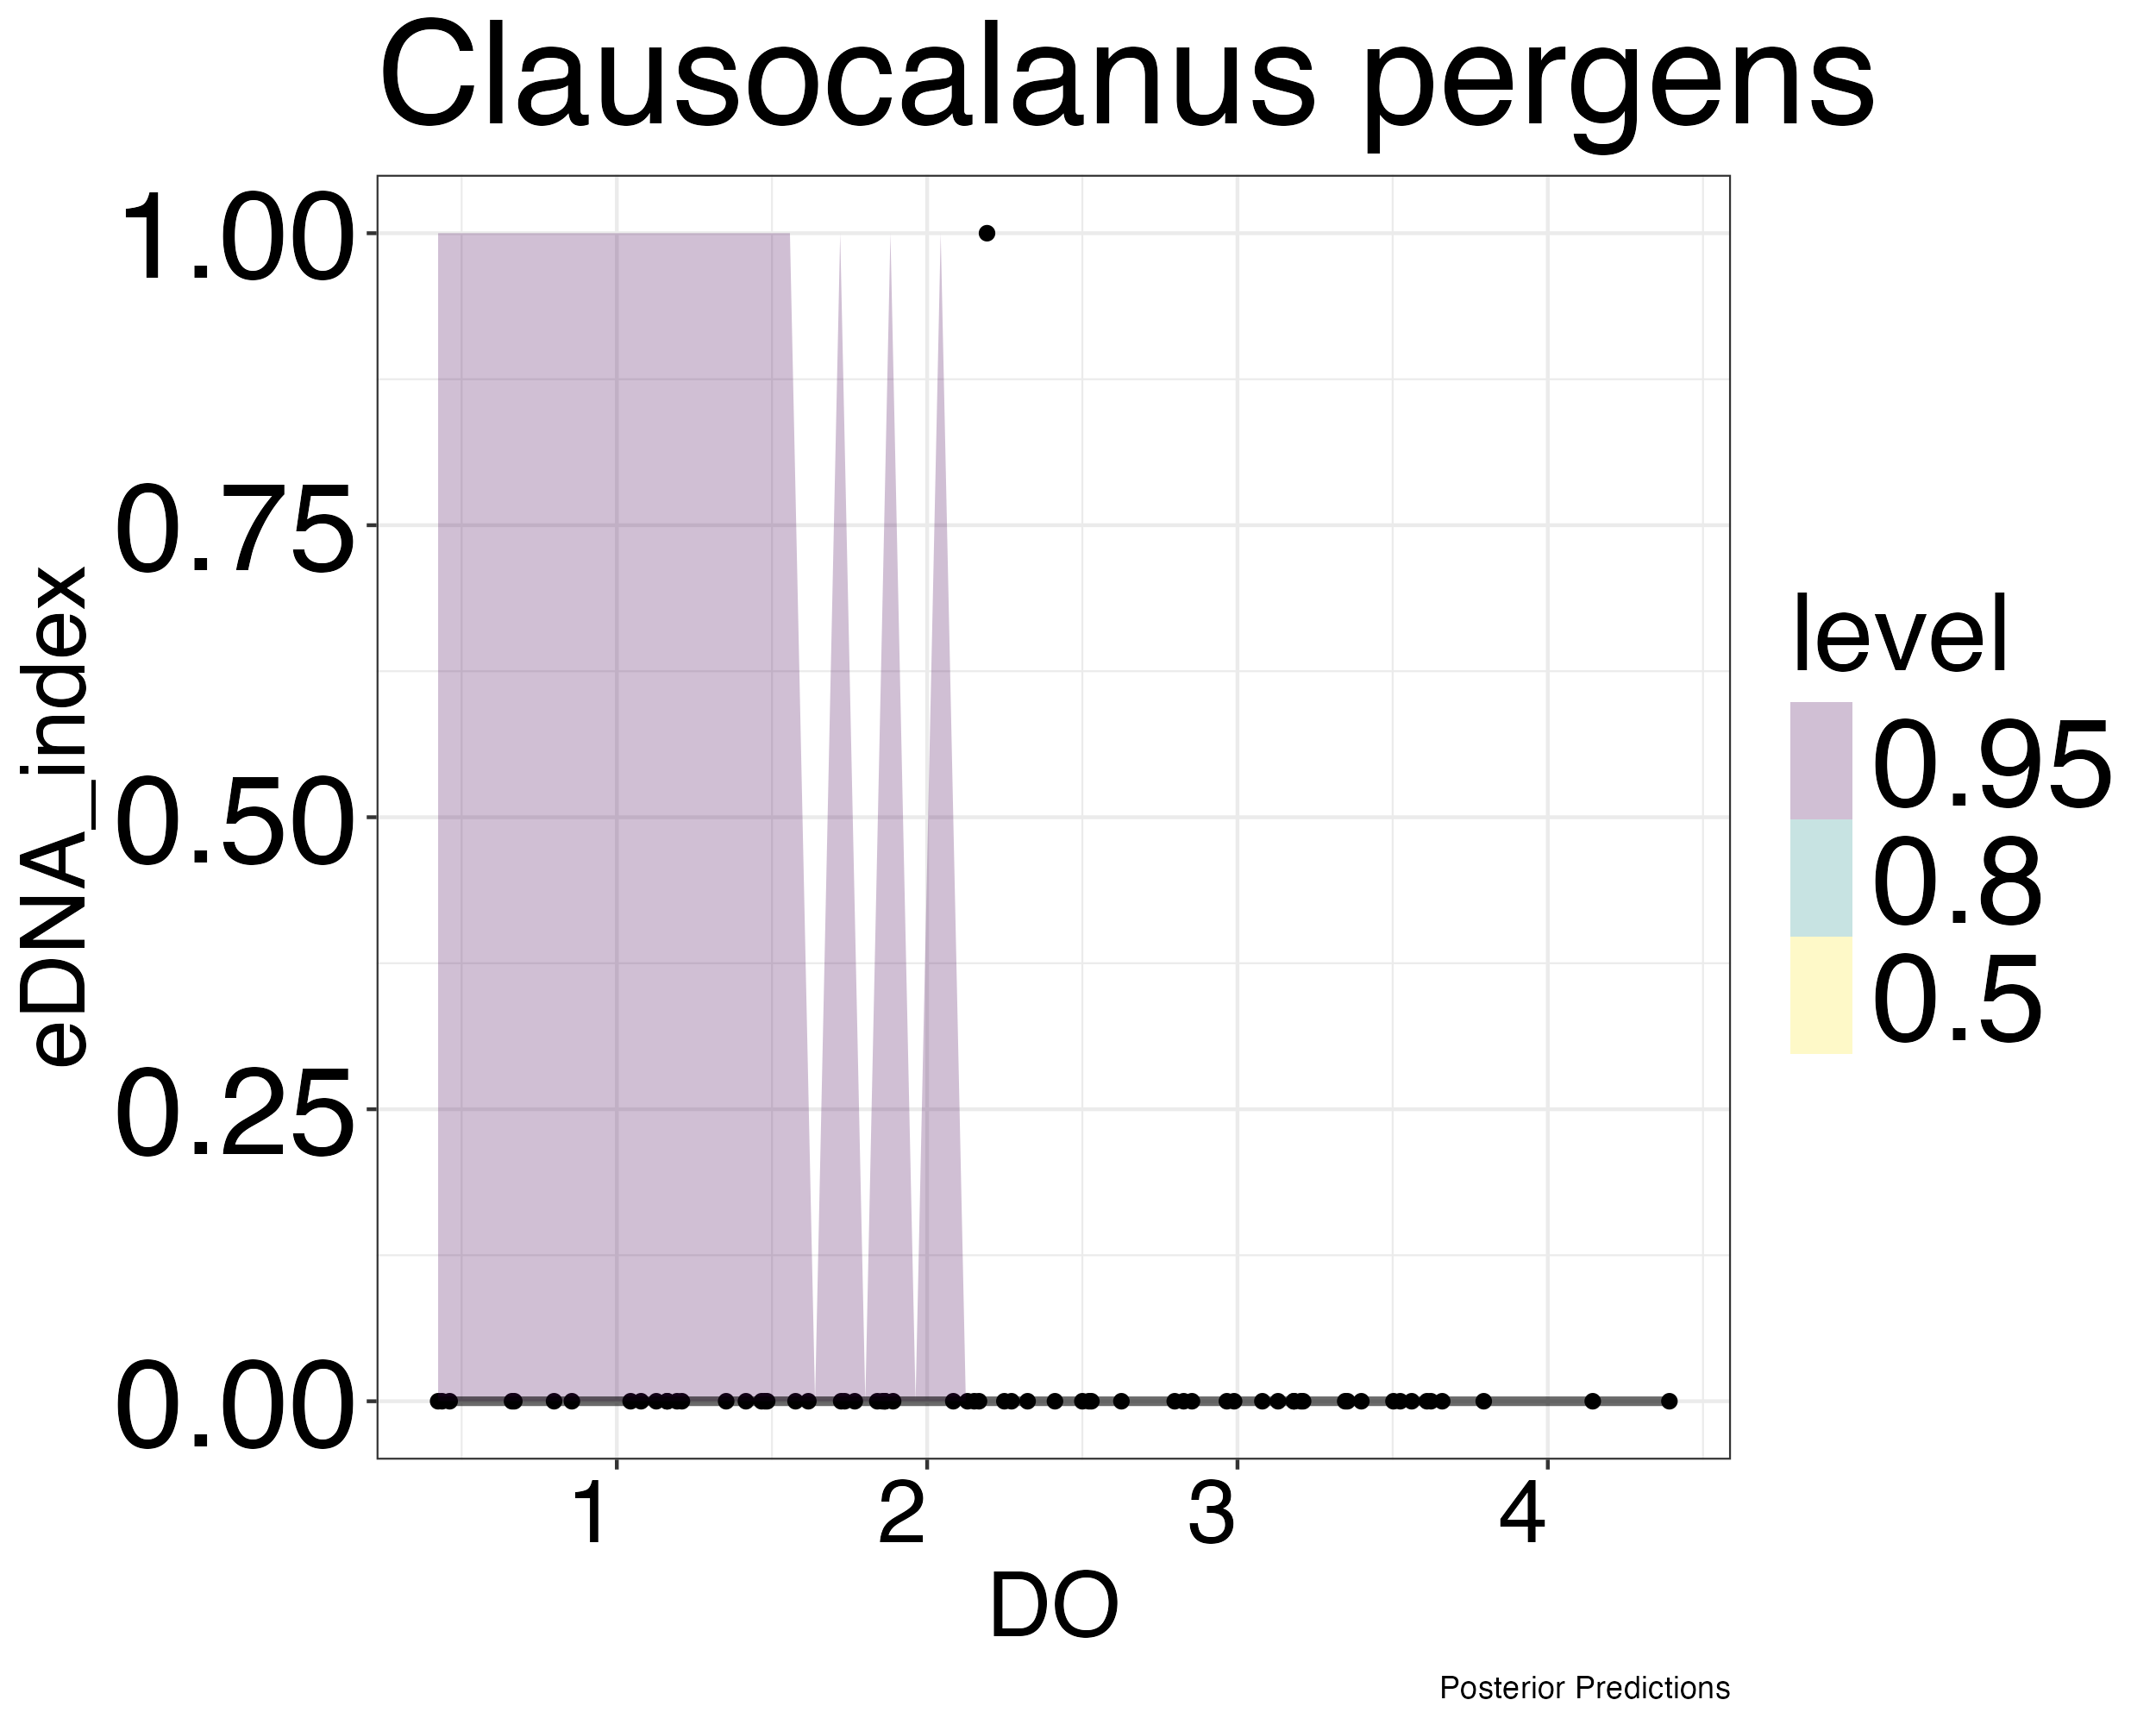 Clausocalanus pergens
eDNA_index
1.00
0.75
0.50
0.25
0.00
1 2 3 4
DO
level
0.95
0.8
0.5
Posterior Predictions